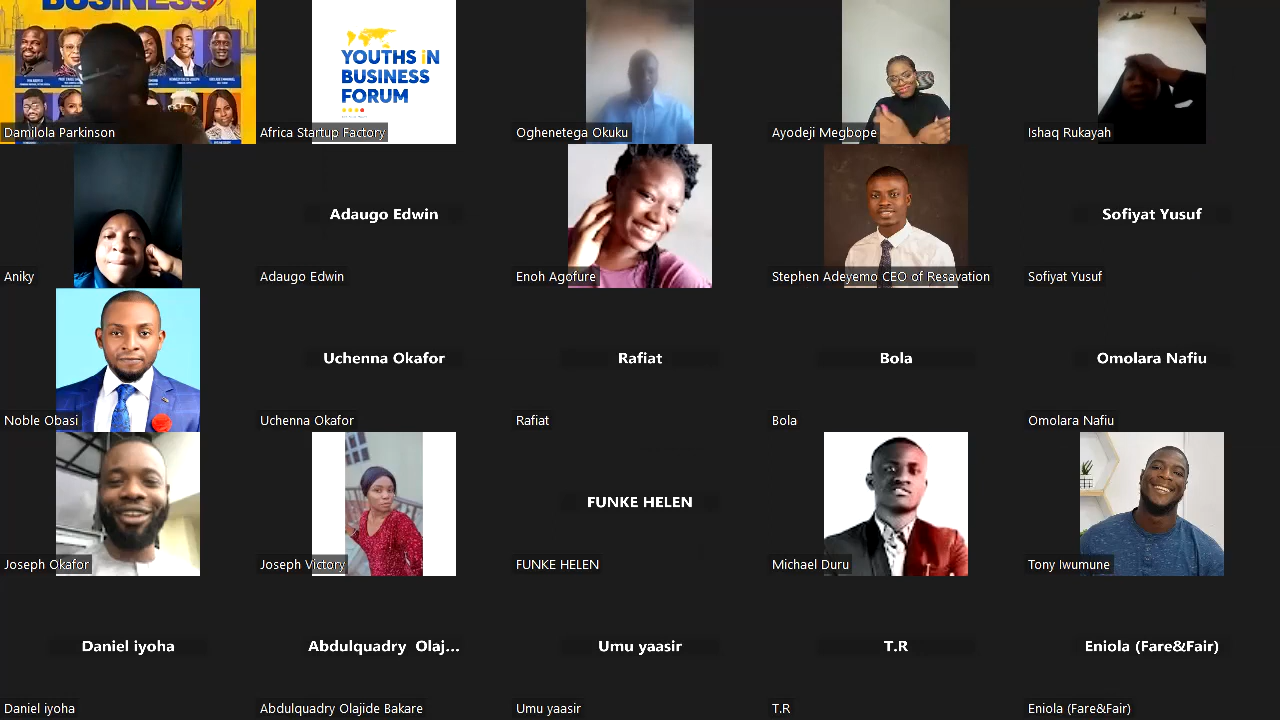 BUSINESS
Damilola Parkinson
YOUTHS iN
BUSINESS
FORUM
Africa Startup Factory
Oghenetega Okuku
Ayodeji Megbope
Ishaq Rukayah
Aniky
Adaugo Edwin
Adaugo Edwin
Enoh Agofure
Stephen Adeyemo CEO of Resavation
Sofiyat Yusuf
Sofiyat Yusuf
Noble Obasi
Uchenna Okafor
Uchenna Okafor
Rafiat
Rafiat
Bola
Bola
Omolara Nafiu
Omolara Nafiu
Joseph Okafor
Joseph Victory
FUNKE HELEN
FUNKE HELEN
Michael Duru
Tony Iwumune
Daniel iyoha
Daniel iyoha
Abdulquadry Olaj...
Abdulquadry Olajide Bakare
Umu yaasir
Umu yaasir
T.R
T.R
Eniola (Fare&Fair)
Eniola (Fare&Fair)